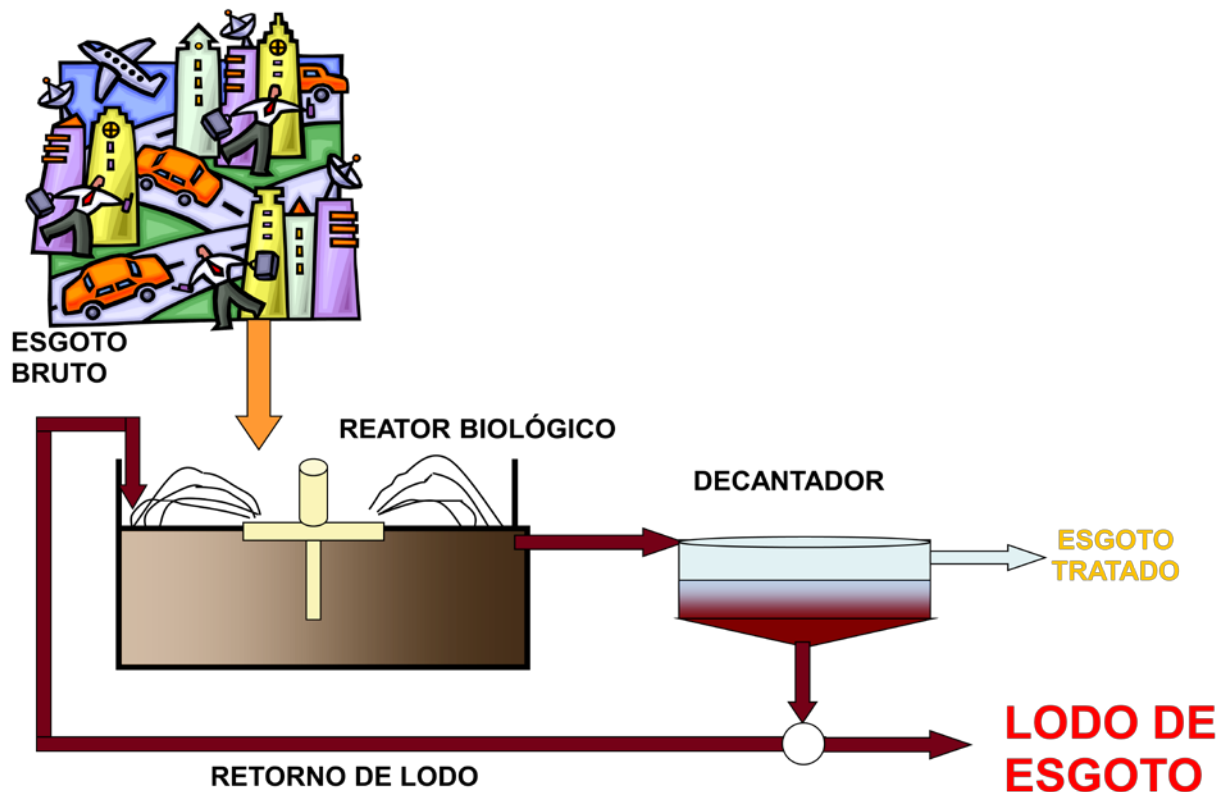 ESGOTO
BRUTO
REATOR BIOLÓGICO
DECANTADOR
ESGOTO
TRATADO
LODO DE
ESGOTO
RETORNO DE LODO